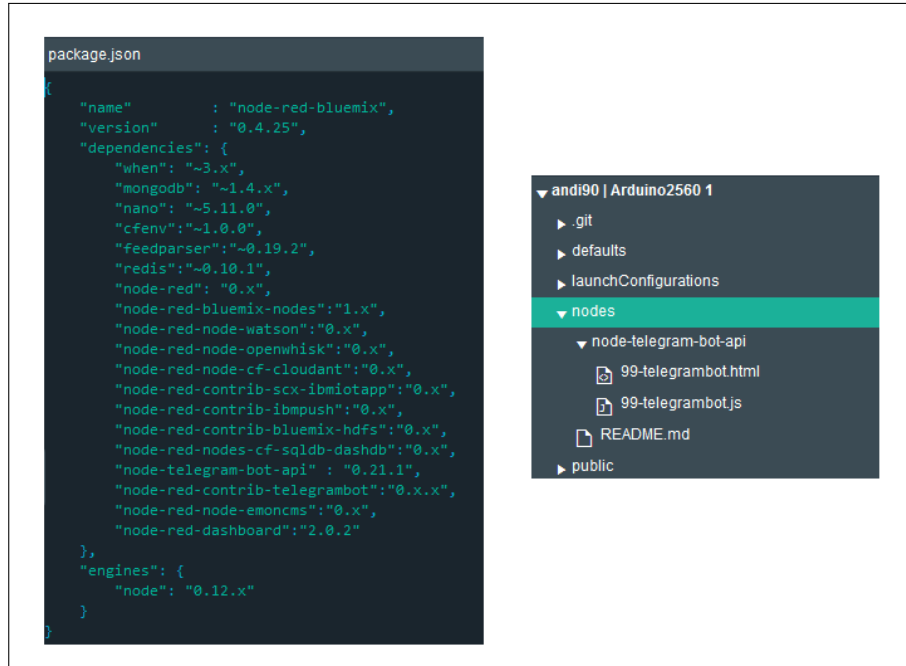 package.json
{
"name" : "node-red-bluemix",
"version" : "0.4.25",
"dependencies": {
"when": "~3.x",
"mongodb": "~1.4.x",
"nano": "~5.11.0",
"cfenv":"~1.0.0",
"feedparser":"~0.19.2",
"redis":"~0.10.1",
"node-red": "0.x",
"node-red-bluemix-nodes":"1.x",
"node-red-node-watson":"0.x",
"node-red-node-openwhisk":"0.x",
"node-red-node-cf-cloudant":"0.x",
"node-red-contrib-scx-ibmiotapp":"0.x",
"node-red-contrib-ibmpush":"0.x",
"node-red-contrib-bluemix-hdfs":"0.x",
"node-red-nodes-cf-sqldb-dashdb":"0.x",
"node-telegram-bot-api" : "0.21.1",
"node-red-contrib-telegrambot":"0.x.x",
"node-red-node-emoncms":"0.x",
"node-red-dashboard":"2.0.2"
},
"engines": {
"node": "0.12.x"
}
}
andi90 | Arduino2560 1
.git
defaults
launchConfigurations
nodes
node-telegram-bot-api
99-telegrambot.html
99-telegrambot.js
README.md
public